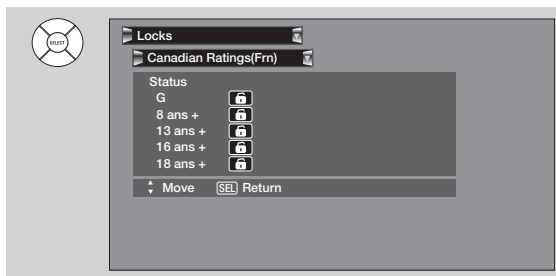 SELECT
Locks
Canadian Ratings(Frn)
Status
G
8 ans +
13 ans +
16 ans +
18 ans +
Move SEL Return